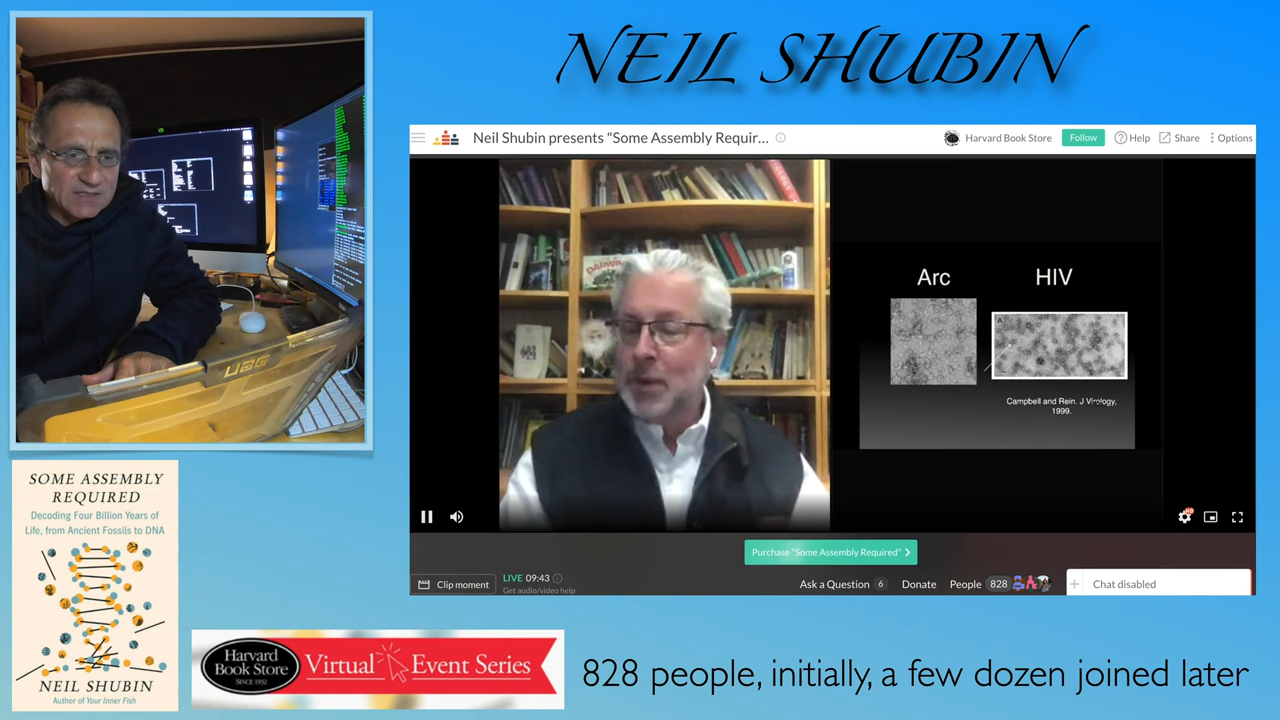 NEIL SHUBIN
Neil Shubin presents "Some Assembly Requir...
Harvard Book Store
Follow
Help
Share
Options
DARWIN
Arc
HIV
A
Campbell and Rein. J Virology,
1999.
UAG
HD
Purchase "Some Assembly Required"
Clip moment
LIVE 09:43
Get audio/video help
Ask a Question 6
Donate
People 828
Chat disabled
SOME ASSEMBLY
REQUIRED
Decoding Four Billion Years of
Life, from Ancient Fossils to DNA
NEIL SHUBIN
Author of Your Inner Fish
Harvard
Book Store
SINCE 1932
Virtual Event Series
828 people, initially, a few dozen joined later